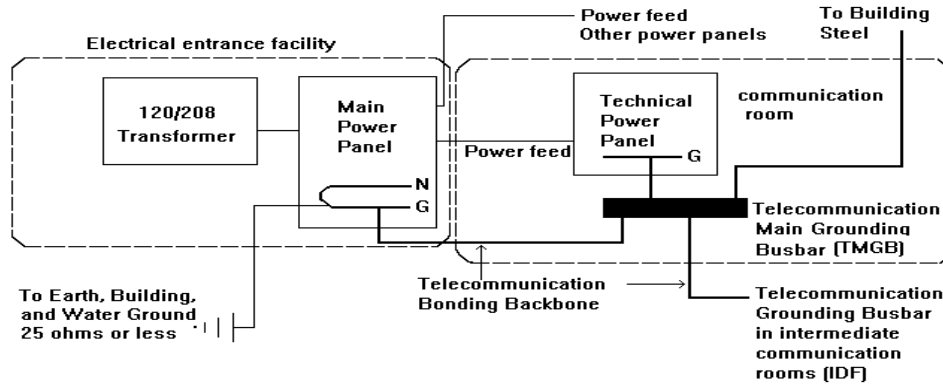 Electrical entrance facility
120/208
Transformer
Main
Power
Panel
N
G
Power feed
Other power panels
To Building
Steel
Technical
Power
Panel
G
communication
room
Power feed
Telecommunication
Main Grounding
Busbar (TMGB)
Telecommunication
Bonding Backbone
To Earth, Building,
and Water Ground
25 ohms or less
Telecommunication
Grounding Busbar
in intermediate
communication
rooms (IDF)